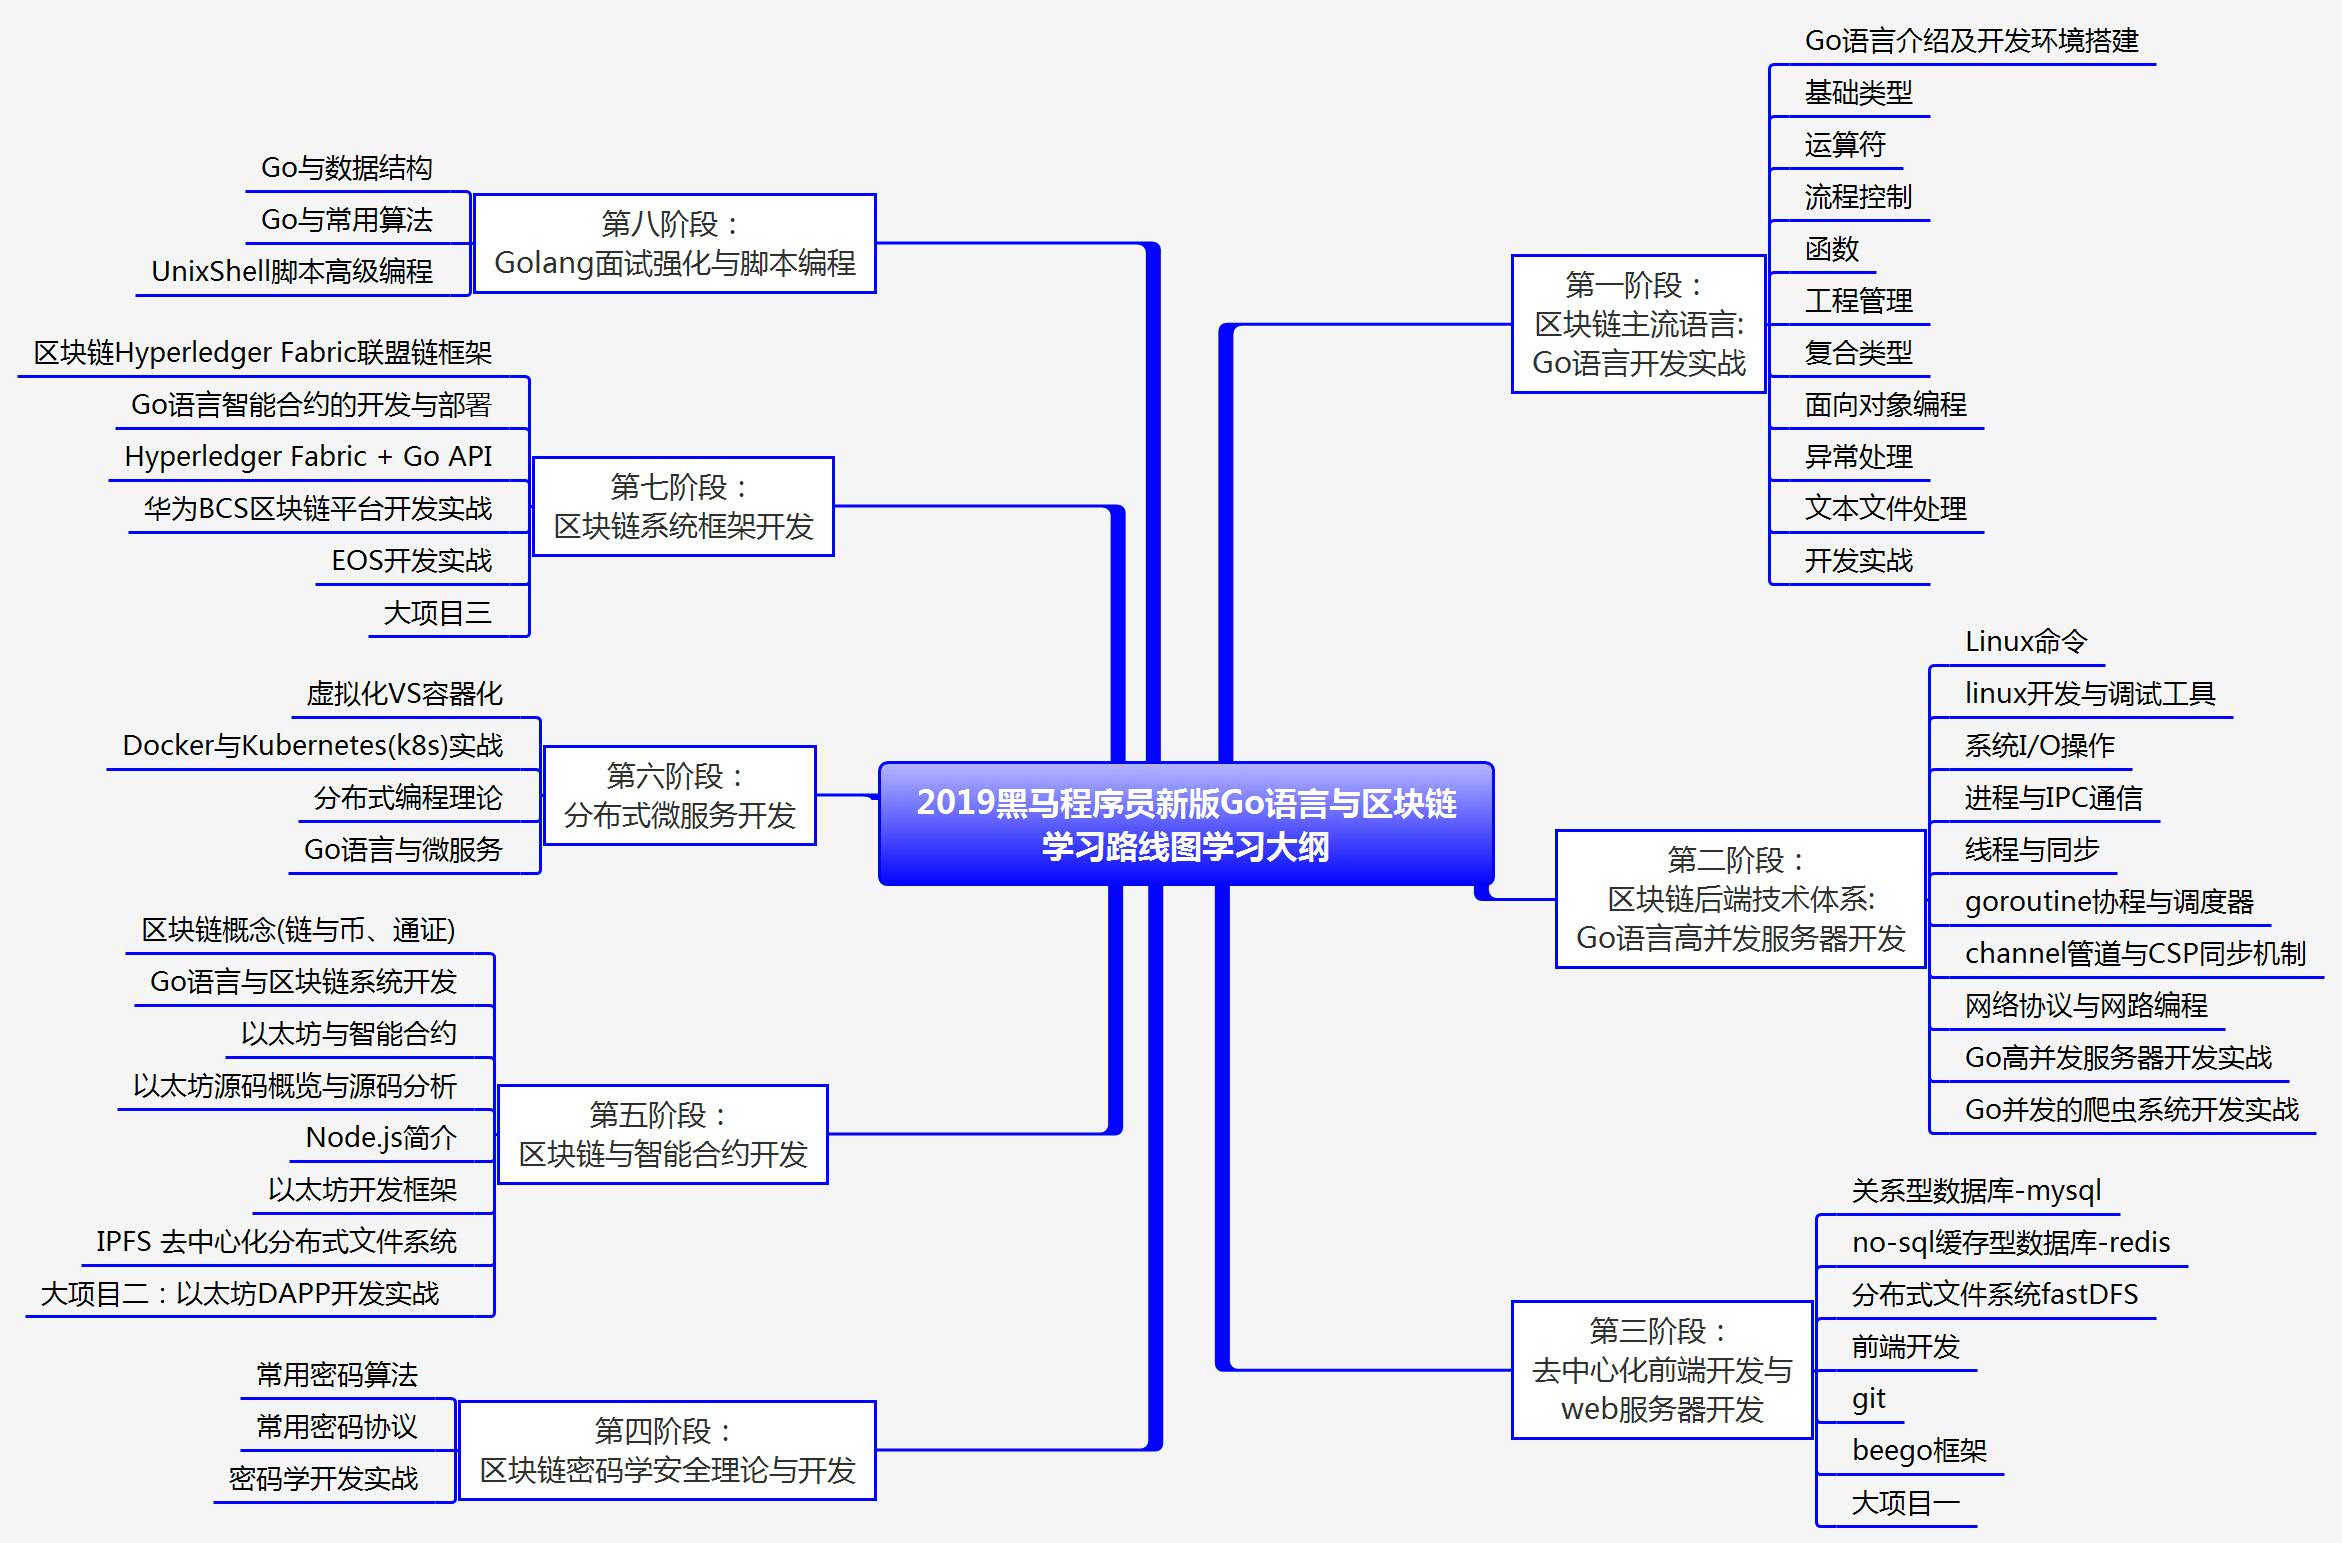 2019黑马程序员新版Go语言与区块链
学习路线图学习大纲
第一阶段：
区块链主流语言:
Go语言开发实战
Go语言介绍及开发环境搭建
基础类型
运算符
流程控制
函数
工程管理
复合类型
面向对象编程
异常处理
文本文件处理
开发实战
第二阶段：
区块链后端技术体系:
Go语言高并发服务器开发
Linux命令
linux开发与调试工具
系统I/O操作
进程与IPC通信
线程与同步
goroutine协程与调度器
channel管道与CSP同步机制
网络协议与网路编程
Go高并发服务器开发实战
Go并发的爬虫系统开发实战
第三阶段：
去中心化前端开发与
web服务器开发
关系型数据库-mysql
no-sql缓存型数据库-redis
分布式文件系统fastDFS
前端开发
git
beego框架
大项目一
第四阶段：
区块链密码学安全理论与开发
常用密码算法
常用密码协议
密码学开发实战
第五阶段：
区块链与智能合约开发
区块链概念(链与币、通证)
Go语言与区块链系统开发
以太坊与智能合约
以太坊源码概览与源码分析
Node.js简介
以太坊开发框架
IPFS 去中心化分布式文件系统
大项目二：以太坊DAPP开发实战
第六阶段：
分布式微服务开发
虚拟化VS容器化
Docker与Kubernetes(k8s)实战
分布式编程理论
Go语言与微服务
第七阶段：
区块链系统框架开发
区块链Hyperledger Fabric联盟链框架
Go语言智能合约的开发与部署
Hyperledger Fabric + Go API
华为BCS区块链平台开发实战
EOS开发实战
大项目三
第八阶段：
Golang面试强化与脚本编程
Go与数据结构
Go与常用算法
UnixShell脚本高级编程